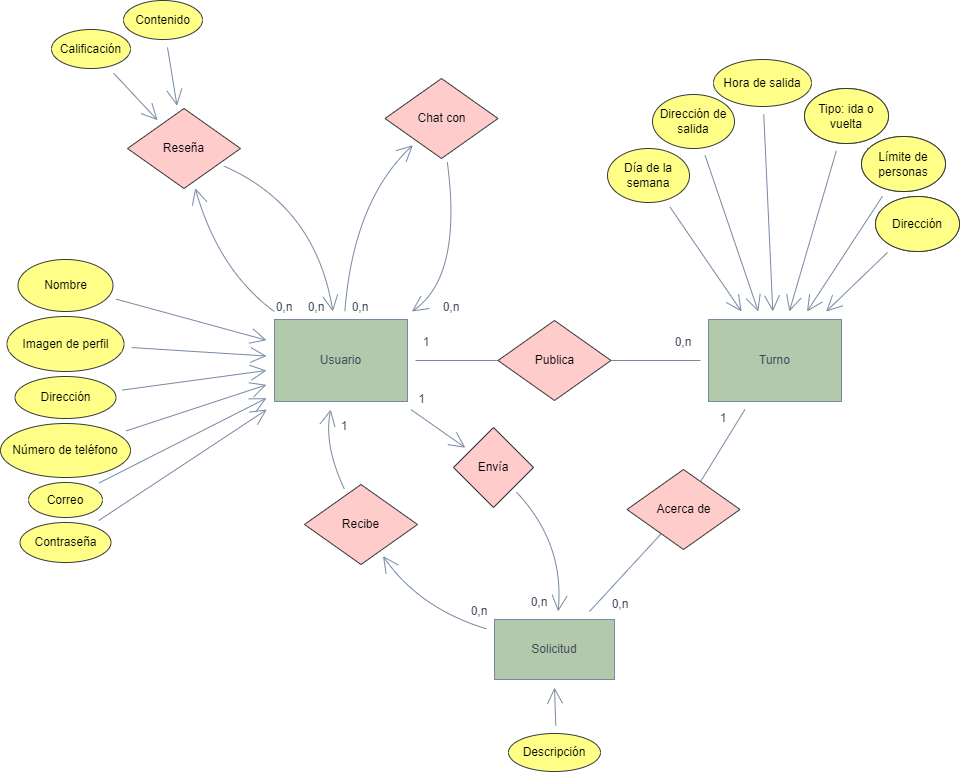 Contenido
Calificación
Reseña
Chat con
Hora de salida
Dirección de
salida
Tipo: ida o
vuelta
Día de la
semana
Límite de
personas
Dirección
Nombre
Imagen de perfil
Dirección
Número de teléfono
Correo
Contraseña
0,n
0,n
0,n
0,n
Usuario
1
Publica
0,n
Turno
1
1
1
Envía
Recibe
Acerca de
0,n
0,n
0,n
Solicitud
Descripción